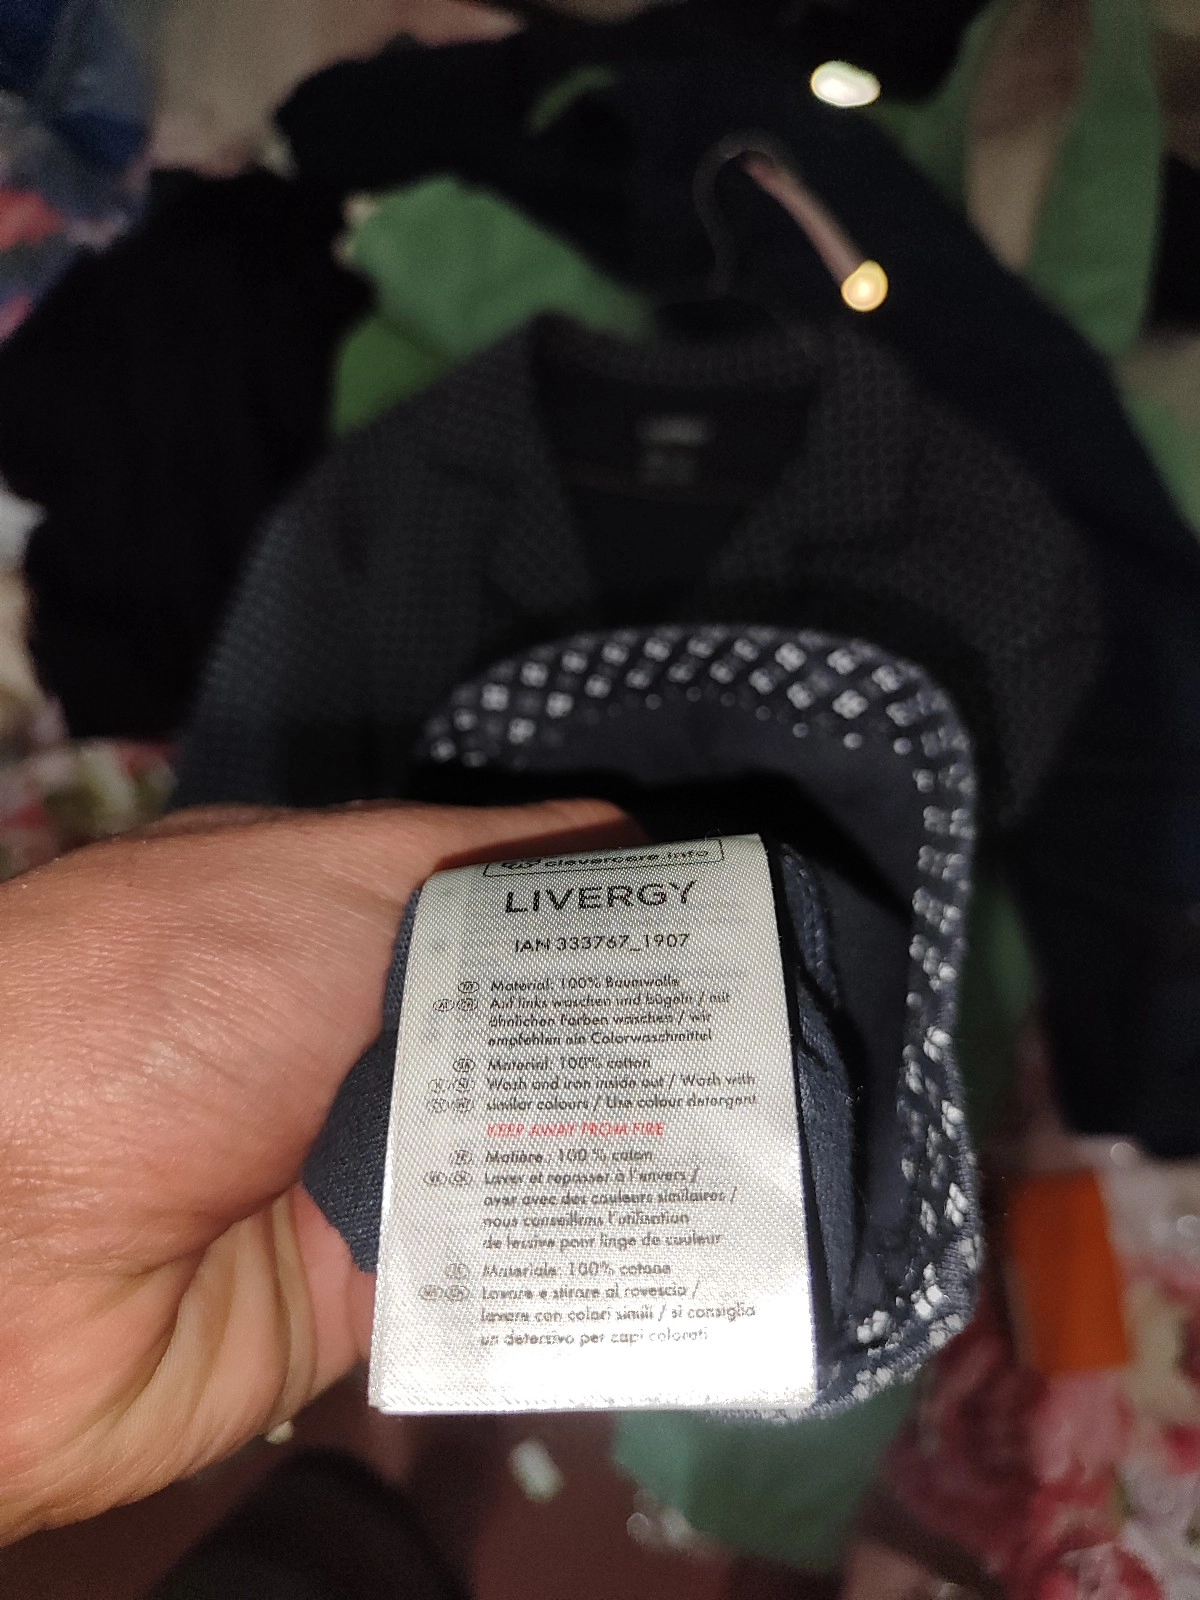 clevercare.info
LIVERGY
IAN 333767_1907
Material: 100% Baumwolle
Auf links waschen und bügeln / mit
ähnlichen Farben waschen / wir
empfehlen ein Colorwaschmittel
Material: 100% cotton
Wash and iron inside out / Wash with
similar colours / Use colour detergent
KEEP AWAY FROM FIRE
Matière : 100 % coton
Laver et repasser à l'envers /
aver avec des couleurs similaires /
nous conseillons l'utilisation
de lessive pour linge de couleur
Materiale: 100% cotone
Lavare e stirare al rovescio /
lavare con colori simili / si consiglia
un detersivo per capi colorati